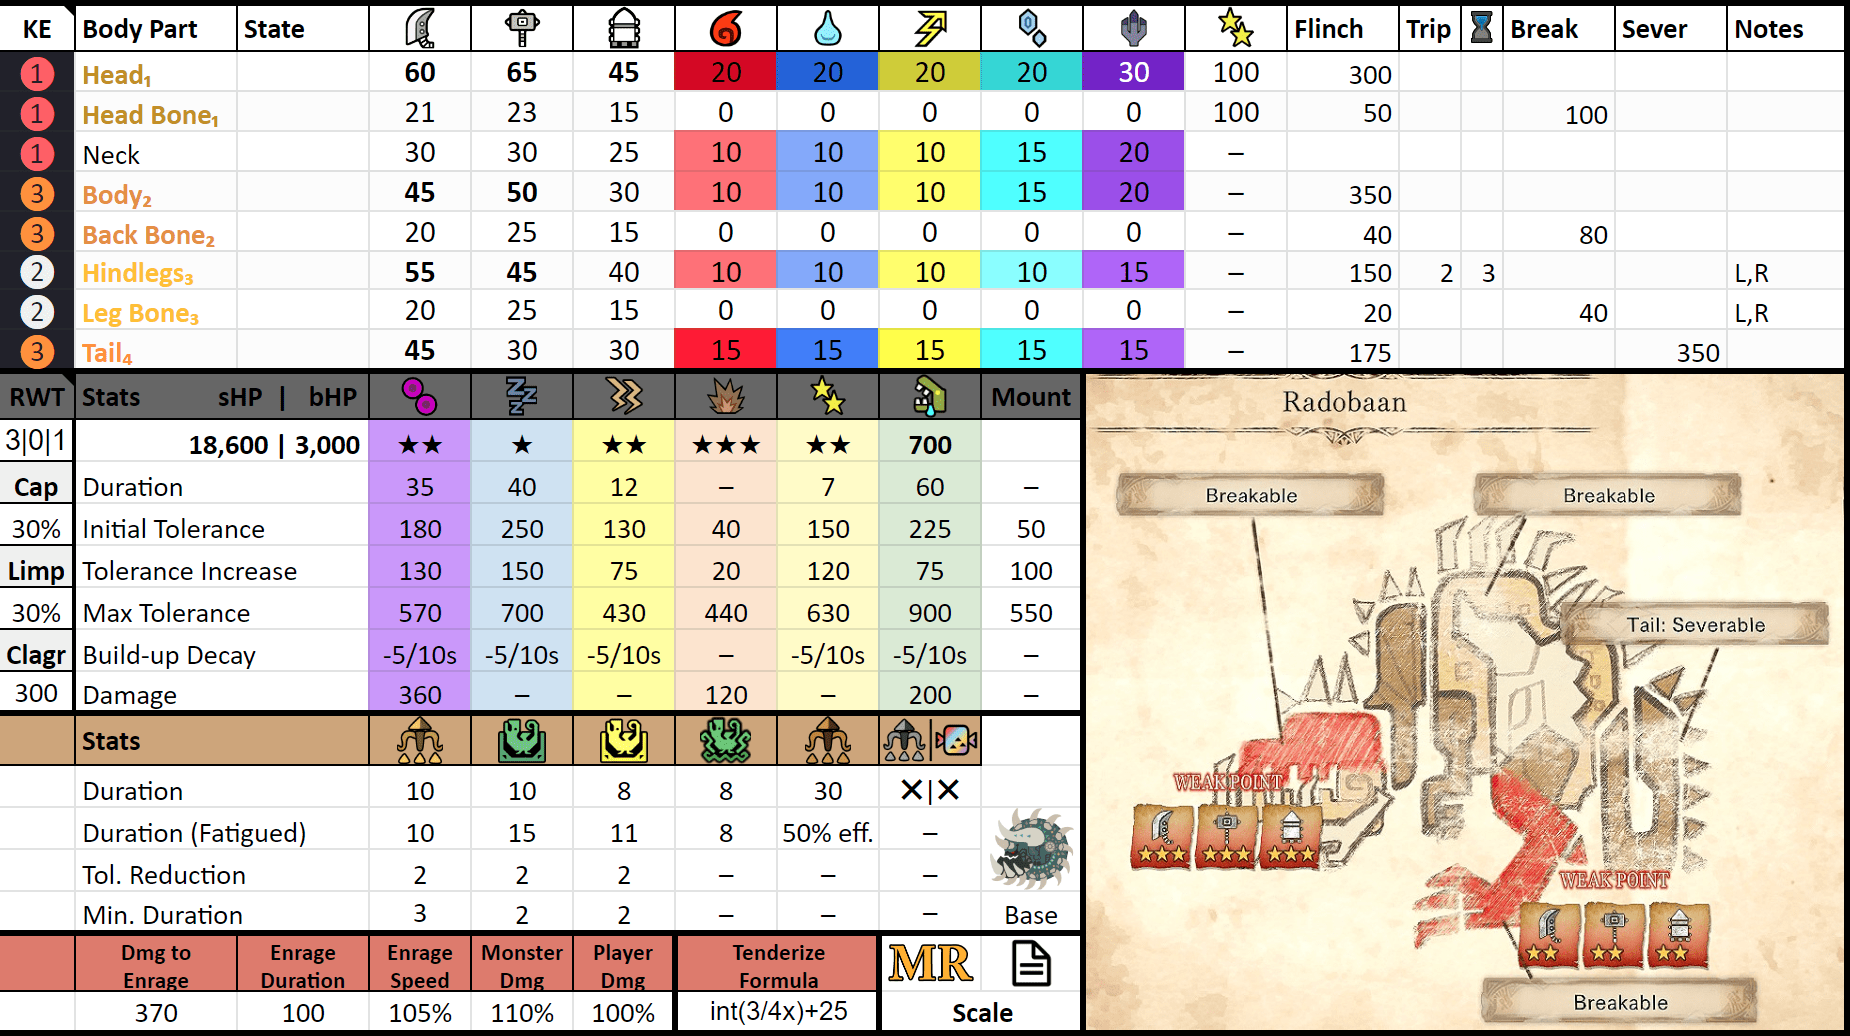 KE Body Part State Flinch Trip Break Sever Notes
1 Head₁ 60 65 45 20 20 20 20 30 100 300
1 Head Bone₁ 21 23 15 0 0 0 0 0 100 50 100
1 Neck 30 30 25 10 10 10 15 20 –
3 Body₂ 45 50 30 10 10 10 15 20 – 350
3 Back Bone₂ 20 25 15 0 0 0 0 0 – 40 80
2 Hindlegs₃ 55 45 40 10 10 10 10 15 – 150 2 3 L,R
2 Leg Bone₃ 20 25 15 0 0 0 0 0 – 20 40 L,R
3 Tail₄ 45 30 30 15 15 15 15 15 – 175 350
RWT Stats sHP | bHP Mount
3|0|1 18,600 | 3,000 ★★ ★ ★★ ★★★ ★★ 700
Cap Duration 35 40 12 – 7 60 –
30% Initial Tolerance 180 250 130 40 150 225 50
Limp Tolerance Increase 130 150 75 20 120 75 100
30% Max Tolerance 570 700 430 440 630 900 550
Clagr Build-up Decay -5/10s -5/10s -5/10s – -5/10s -5/10s –
300 Damage 360 – – 120 – 200 –
Stats |
Duration 10 10 8 8 30 ✕|✕
Duration (Fatigued) 10 15 11 8 50% eff. –
Tol. Reduction 2 2 2 – – –
Min. Duration 3 2 2 – – – Base
Dmg to Enrage Enrage Duration Enrage Speed Monster Dmg Player Dmg Tenderize Formula MR
370 100 105% 110% 100% int(3/4x)+25 Scale
Radobaan
Breakable
Breakable
Tail: Severable
WEAK POINT
★★★ ★★★ ★★★
WEAK POINT
★★ ★★ ★★
Breakable